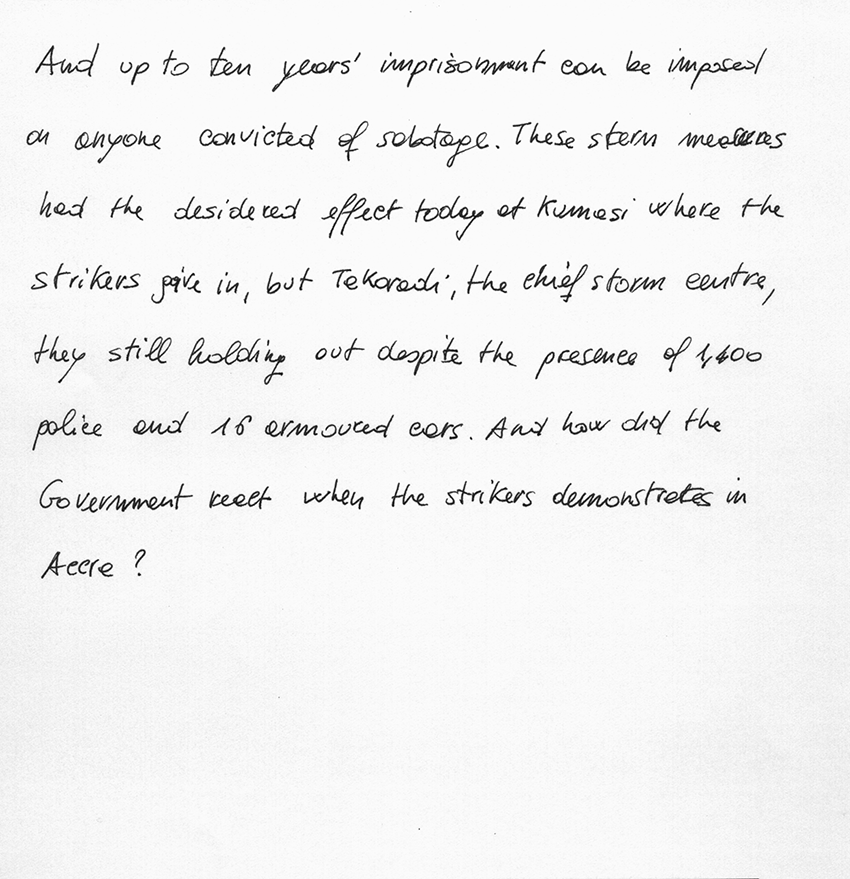 And up to ten years' imprisonment can be imposed
on anyone convicted of sabotage. These stern measures
had the desidered effect today at Kumasi where the
strikers give in, but Takoradi, the chief storm centre,
they still holding out despite the presence of 1,400
police and 16 armoured cars. And how did the
Government react when the strikers demonstrates in
Accra ?